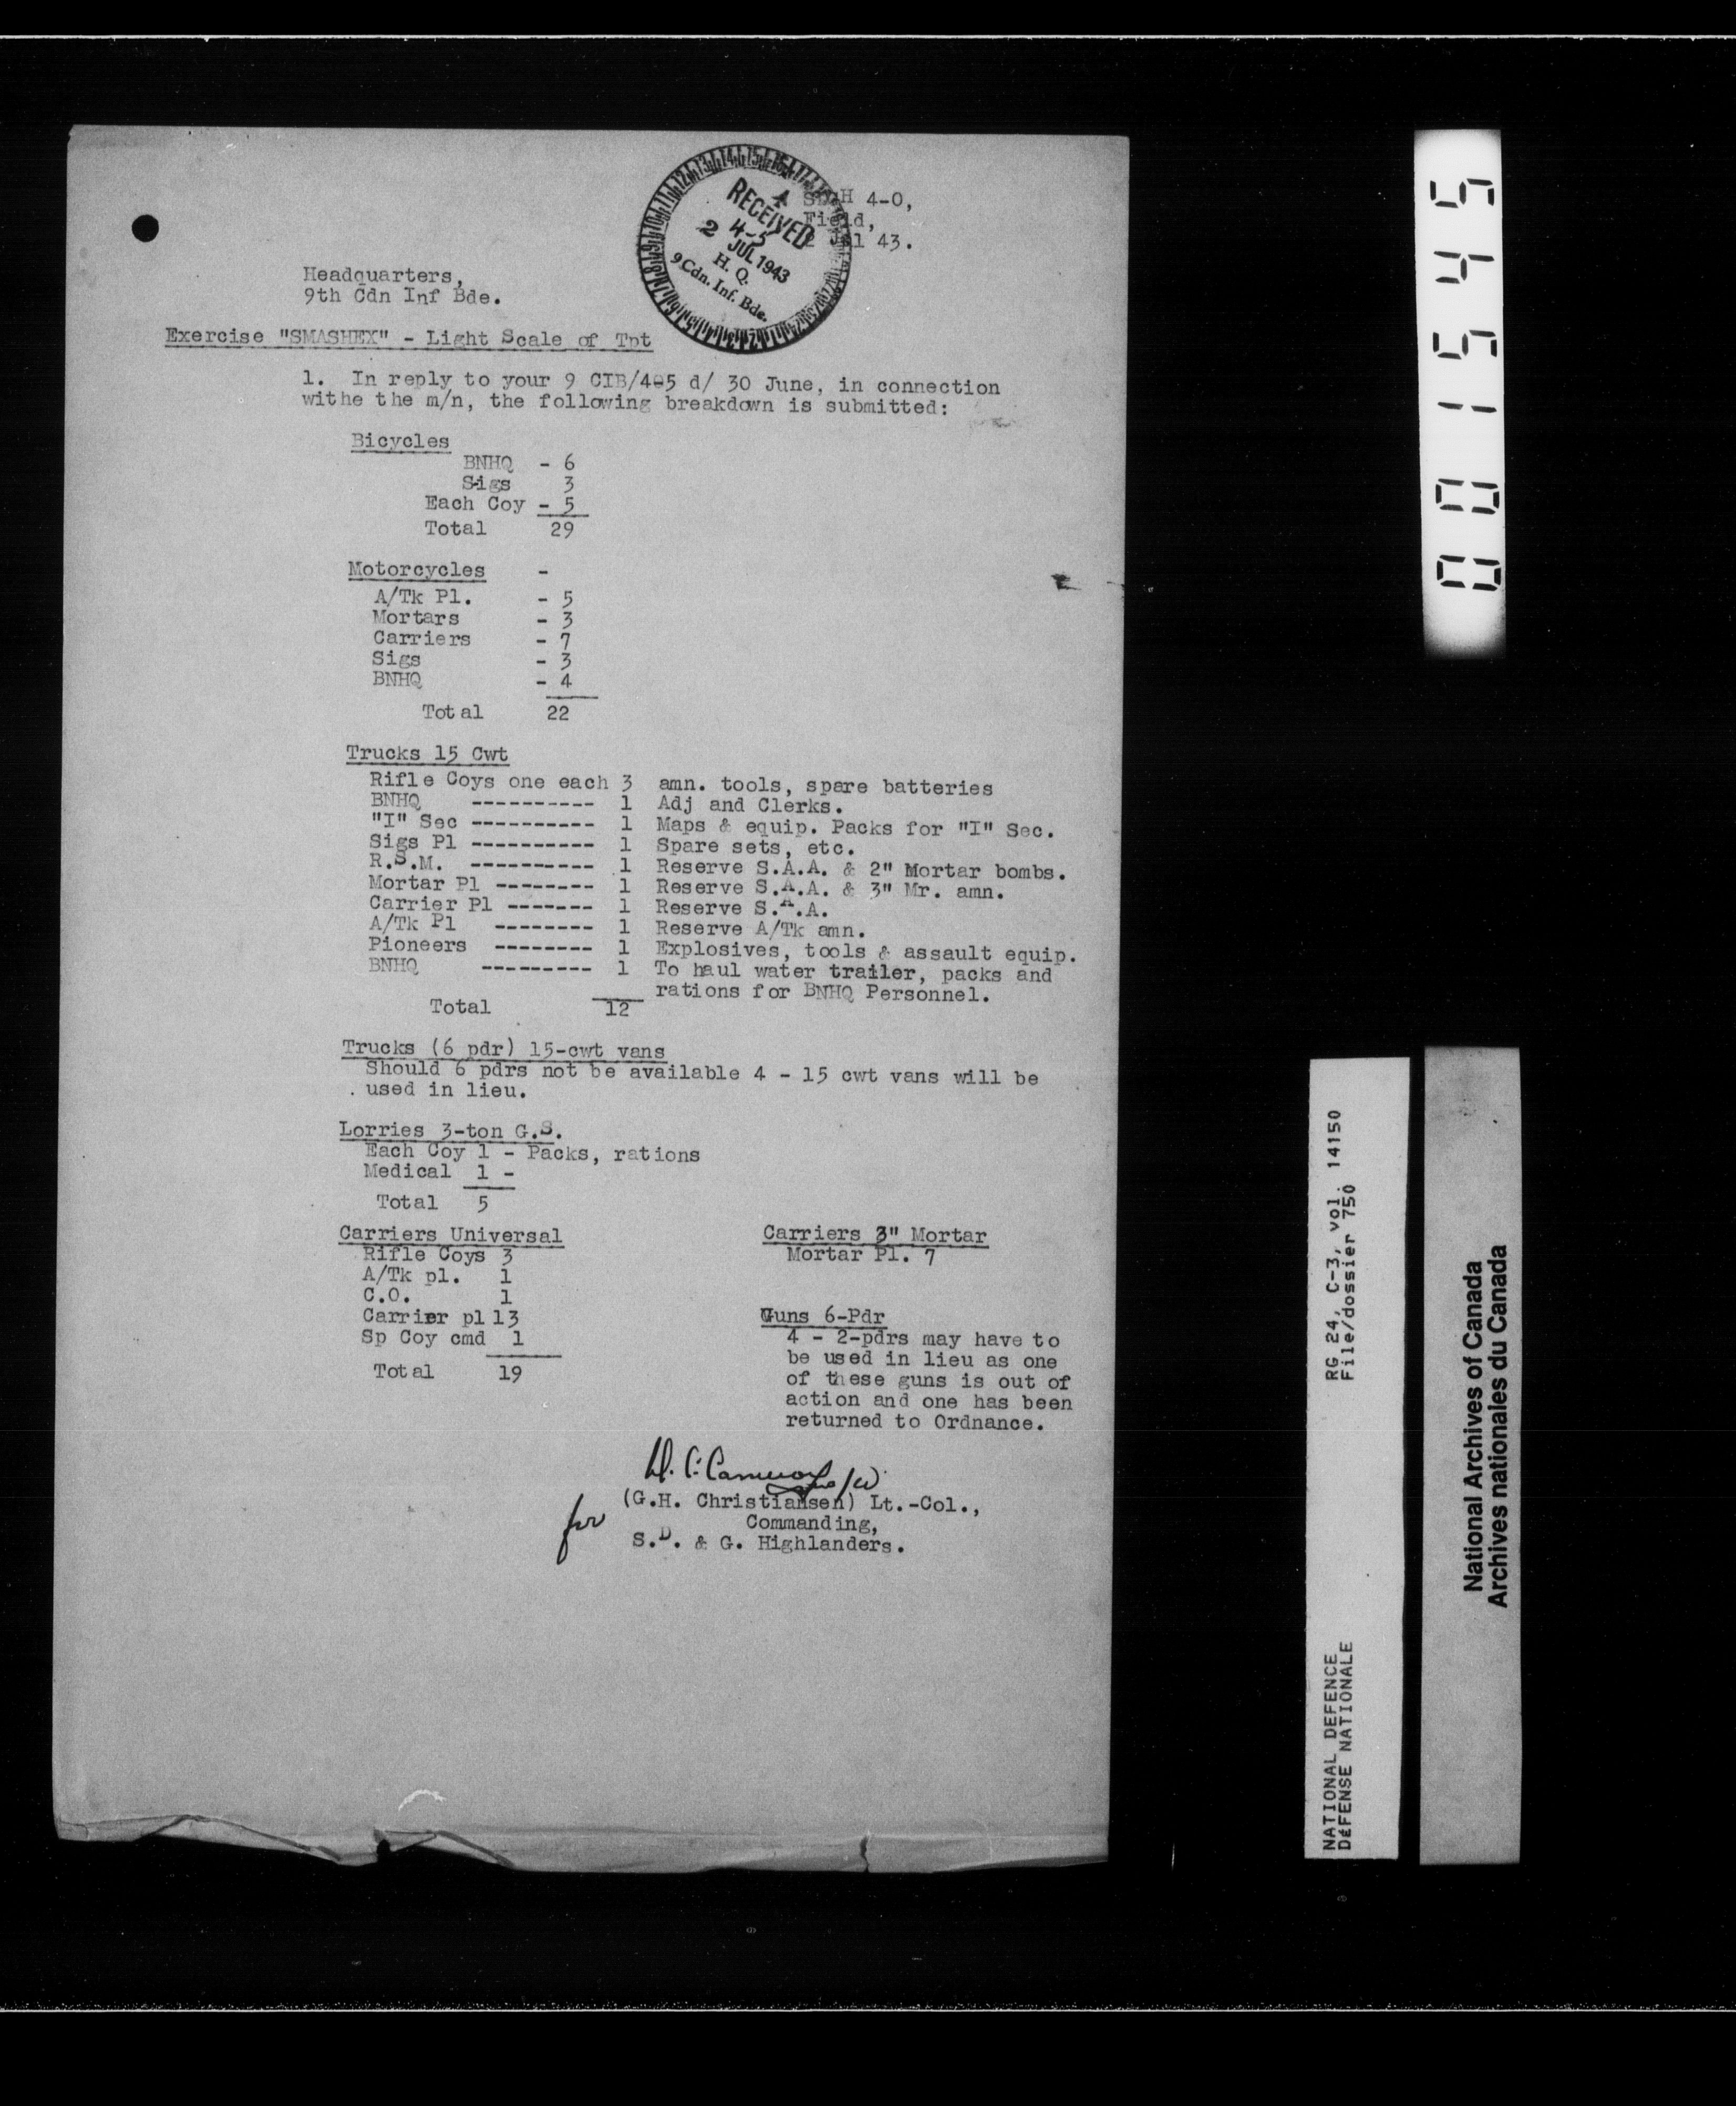 SDGH 4-0,
Field,
2 Jul 43.
RECEIVED
2 4-5
JUL 1943
H. Q.
9 Cdn. Inf. Bde.
Headquarters,
9th Cdn Inf Bde.
Exercise "SMASHEX" - Light Scale of Tpt
1. In reply to your 9 CIB/405 d/ 30 June, in connection
withe the m/n, the following breakdown is submitted:
Bicycles
BNHQ - 6
Sigs 3
Each Coy - 5
Total 29
Motorcycles -
A/Tk Pl. - 5
Mortars - 3
Carriers - 7
Sigs - 3
BNHQ - 4
Total 22
Trucks 15 Cwt
Rifle Coys one each 3 amn. tools, spare batteries
BNHQ ---------- 1 Adj and Clerks.
"I" Sec ---------- 1 Maps & equip. Packs for "I" Sec.
Sigs Pl ---------- 1 Spare sets, etc.
R.S.M. ---------- 1 Reserve S.A.A. & 2" Mortar bombs.
Mortar Pl -------- 1 Reserve S.A.A. & 3" Mr. amn.
Carrier Pl ------- 1 Reserve S.A.A.
A/Tk Pl -------- 1 Reserve A/Tk amn.
Pioneers -------- 1 Explosives, tools & assault equip.
BNHQ --------- 1 To haul water trailer, packs and
rations for BNHQ Personnel.
Total 12
Trucks (6 pdr) 15-cwt vans
Should 6 pdrs not be available 4 - 15 cwt vans will be
. used in lieu.
Lorries 3-ton G.S.
Each Coy 1 - Packs, rations
Medical 1 -
Total 5
Carriers Universal
Rifle Coys 3
A/Tk pl. 1
C.O. 1
Carrier pl 13
Sp Coy cmd 1
Total 19
Carriers 3" Mortar
Mortar Pl. 7
Guns 6-Pdr
4 - 2-pdrs may have to
be used in lieu as one
of these guns is out of
action and one has been
returned to Ordnance.
for
(G.H. Christiansen) Lt.-Col.,
Commanding,
S.D. & G. Highlanders.
001545
RG 24, C-3, vol. 14150
File/dossier 750
NATIONAL DEFENCE
DéFENSE NATIONALE
National Archives of Canada
Archives nationales du Canada